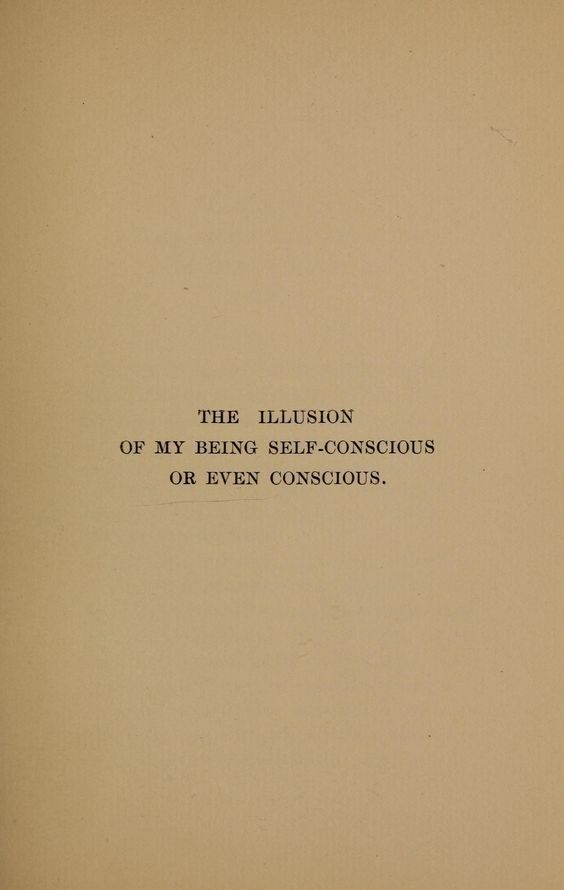 THE ILLUSION
OF MY BEING SELF-CONSCIOUS
OR EVEN CONSCIOUS.